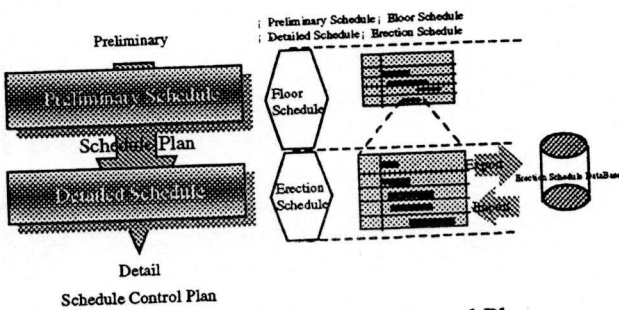 ; Preliminary Schedule ; Floor Schedule
; Detailed Schedule ; Erection Schedule
Preliminary
Preliminary Schedule
Schedule Plan
Detailed Schedule
Detail
Schedule Control Plan
Floor
Schedule
Erection
Schedule
Export
Import
Erection Schedule DataBase